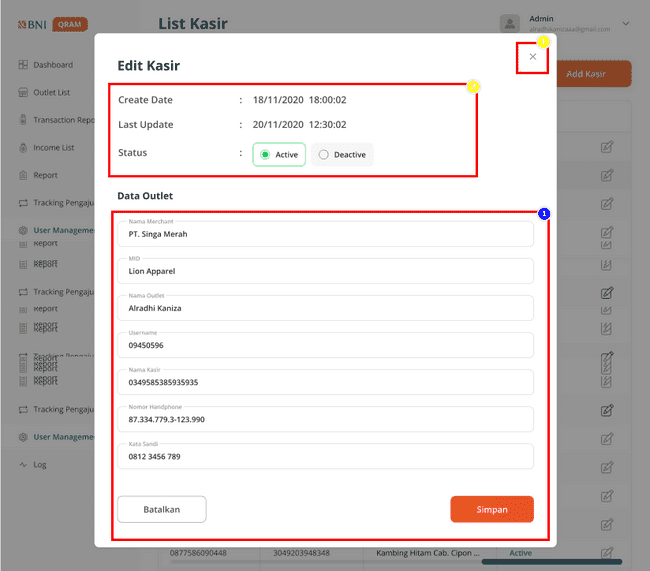 BNI QRAM
List Kasir
Admin
Add Kasir
Dashboard
Outlet List
Transaction Repo
Income List
Report
Tracking Pengaju
User Manageme
Report
Report
Tracking Pengaju
Report
Report
Tracking Pengaju
Report
Report
Tracking Pengaju
User Manageme
Log
Edit Kasir
Create Date : 18/11/2020 18:00:02
Last Update : 20/11/2020 12:30:02
Status : Active Deactive
Data Outlet
1
Nama Merchant
PT. Singa Merah
MID
Lion Apparel
Nama Outlet
Alradhi Kaniza
Username
09450596
Nama Kasir
0349585385935935
Nomor Handphone
87.334.779.3-123.990
Kata Sandi
0812 3456 789
Batalkan Simpan
0877586090448 3049203948348 Kambing Hitam Cab. Cipon ... Active